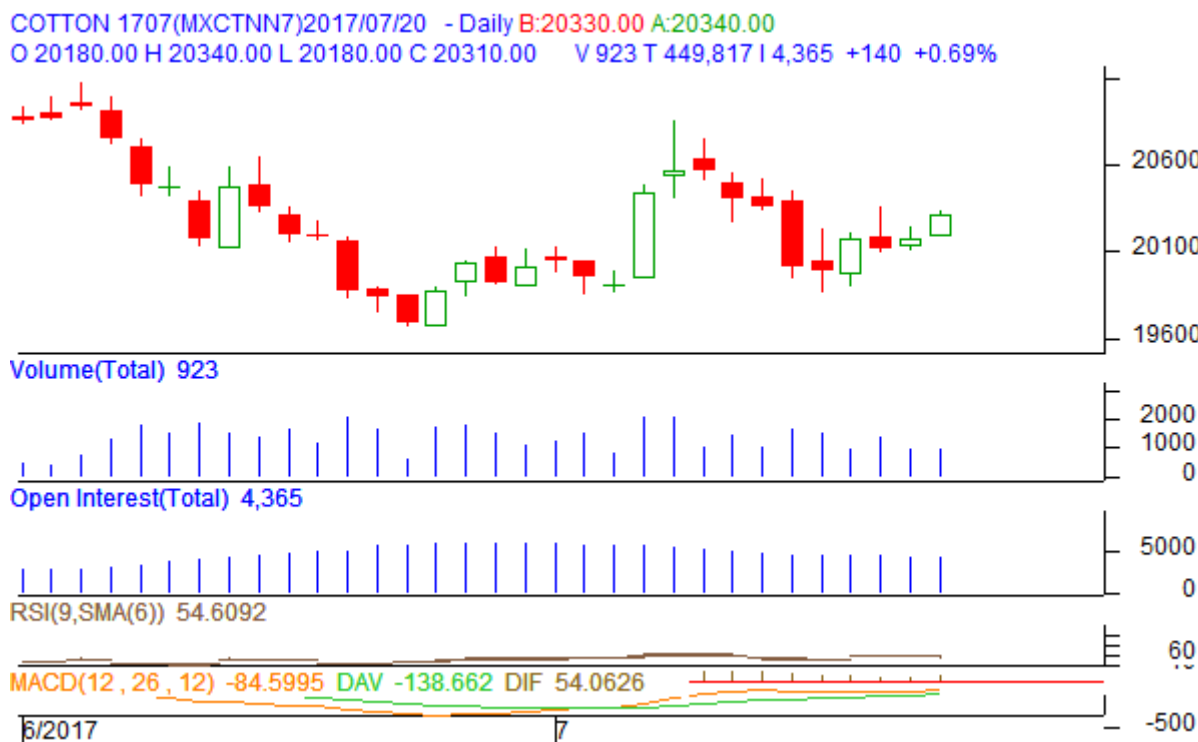 COTTON 1707(MXCTNN7)2017/07/20 - Daily B:20330.00 A:20340.00
O 20180.00 H 20340.00 L 20180.00 C 20310.00 V 923 T 449,817 I 4,365 +140 +0.69%
20600
20100
19600
Volume(Total) 923
2000
1000
0
Open Interest(Total) 4,365
5000
0
RSI(9,SMA(6)) 54.6092
60
MACD(12 , 26 , 12) -84.5995 DAV -138.662 DIF 54.0626
-500
6/2017 7